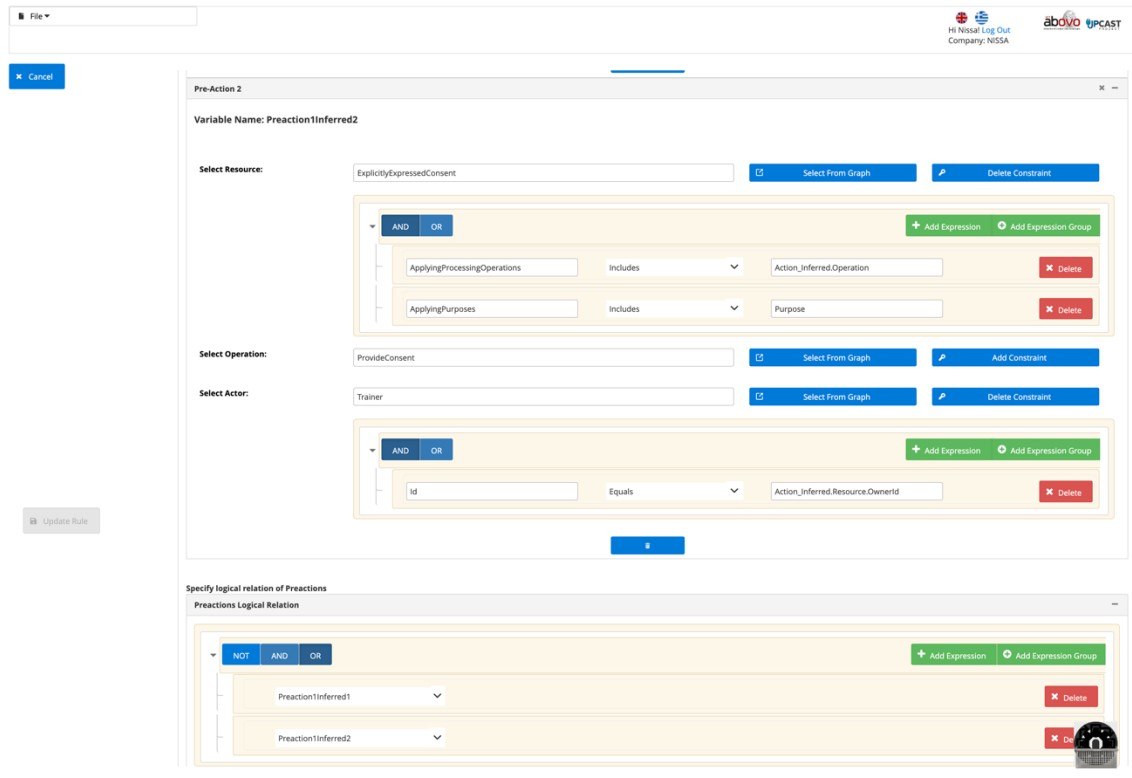 File
Hi Nissa! Log Out
Company: NISSA
abovo
UPCAST
PROJECT
Cancel
Pre-Action 2
Variable Name: Preaction1Inferred2
Select Resource:
ExplicitlyExpressedConsent
Select From Graph
Delete Constraint
AND OR
Add Expression
Add Expression Group
ApplyingProcessingOperations
Includes
Action_Inferred.Operation
Delete
ApplyingPurposes
Includes
Purpose
Delete
Select Operation:
ProvideConsent
Select From Graph
Add Constraint
Select Actor:
Trainer
Select From Graph
Delete Constraint
AND OR
Add Expression
Add Expression Group
Id
Equals
Action_Inferred.Resource.OwnerId
Delete
Update Rule
Specify logical relation of Preactions
Preactions Logical Relation
NOT AND OR
Add Expression
Add Expression Group
Preaction1Inferred1
Delete
Preaction1Inferred2
De